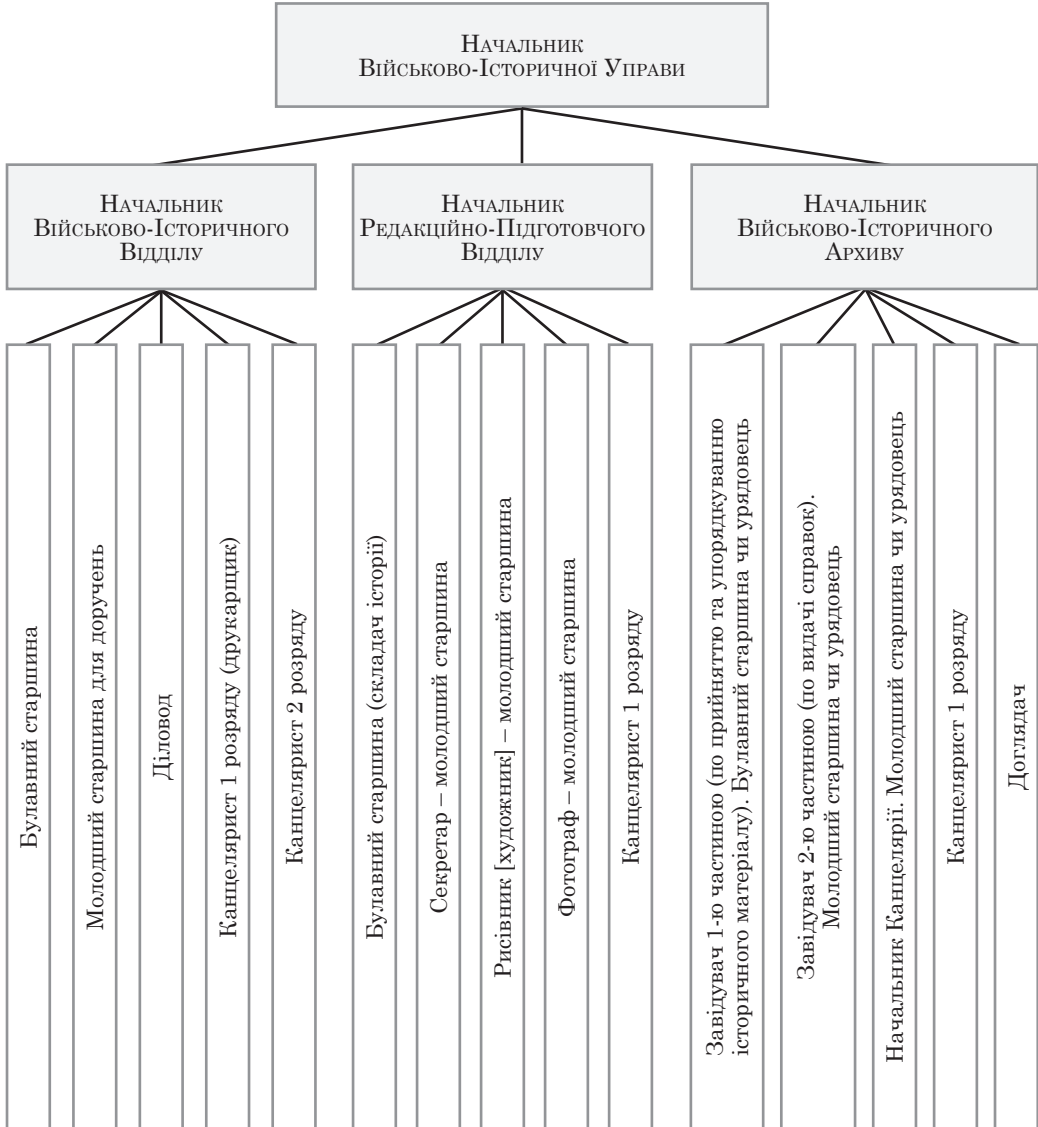 Начальник
Військово-Історичної Управи
Начальник
Військово-Історичного
Відділу
Начальник
Редакційно-Підготовчого
Відділу
Начальник
Військово-Історичного
Архиву
Булавний старшина
Молодший старшина для доручень
Діловод
Канцелярист 1 розряду (друкарщик)
Канцелярист 2 розряду
Булавний старшина (складач історії)
Секретар – молодший старшина
Рисівник [художник] – молодший старшина
Фотограф – молодший старшина
Канцелярист 1 розряду
Завідувач 1-ю частиною (по прийняттю та упорядкуванню
історичного матеріалу). Булавний старшина чи урядовець
Завідувач 2-ю частиною (по видачі справок).
Молодший старшина чи урядовець
Начальник Канцелярії. Молодший старшина чи урядовець
Канцелярист 1 розряду
Доглядач